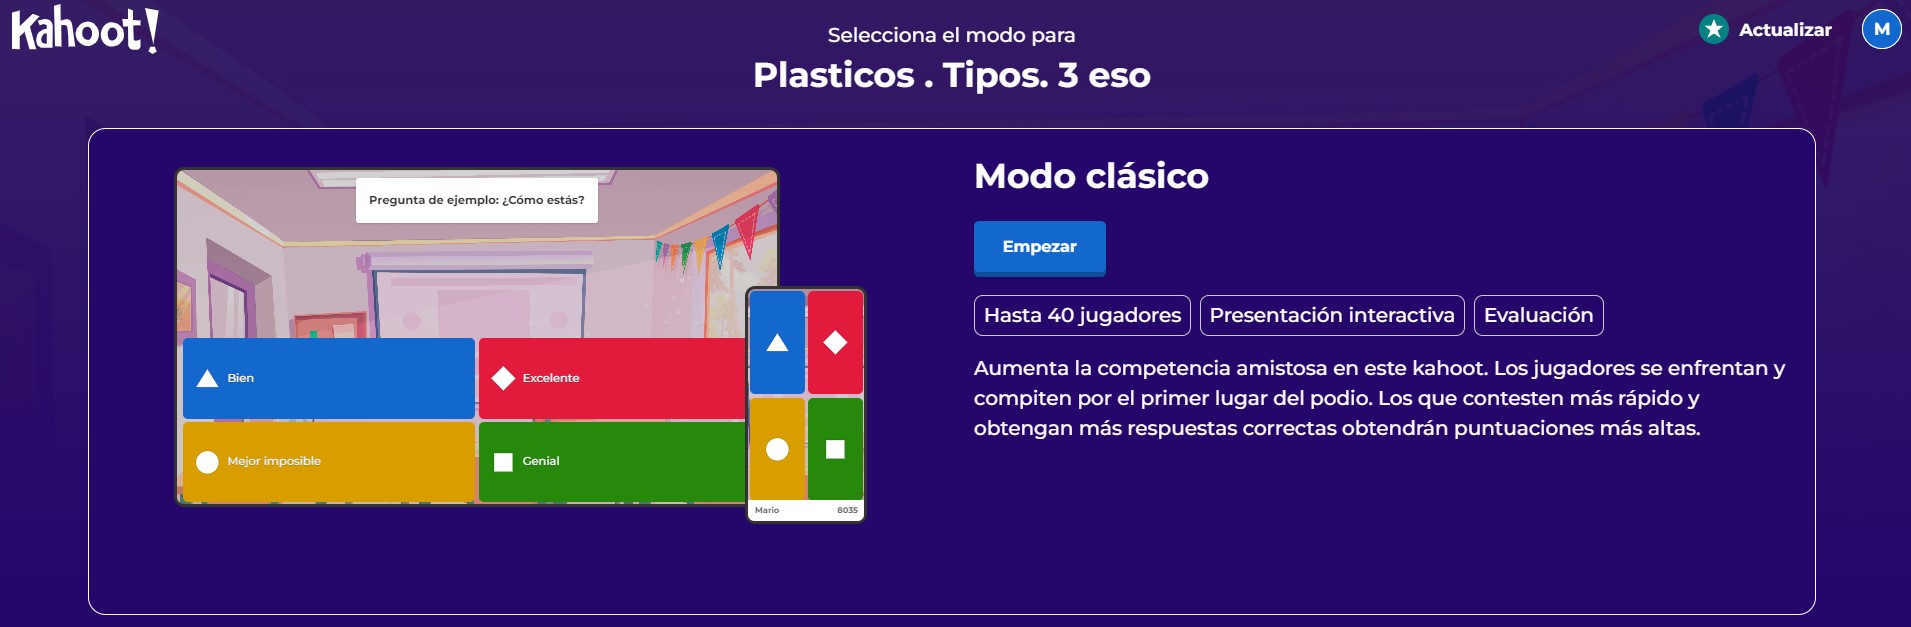 Kahoot!
Selecciona el modo para
Plasticos . Tipos. 3 eso
Actualizar
M
Pregunta de ejemplo: ¿Cómo estás?
Bien
Excelente
Mejor imposible
Genial
Mario 8035
Modo clásico
Empezar
Hasta 40 jugadores Presentación interactiva Evaluación
Aumenta la competencia amistosa en este kahoot. Los jugadores se enfrentan y
compiten por el primer lugar del podio. Los que contesten más rápido y
obtengan más respuestas correctas obtendrán puntuaciones más altas.